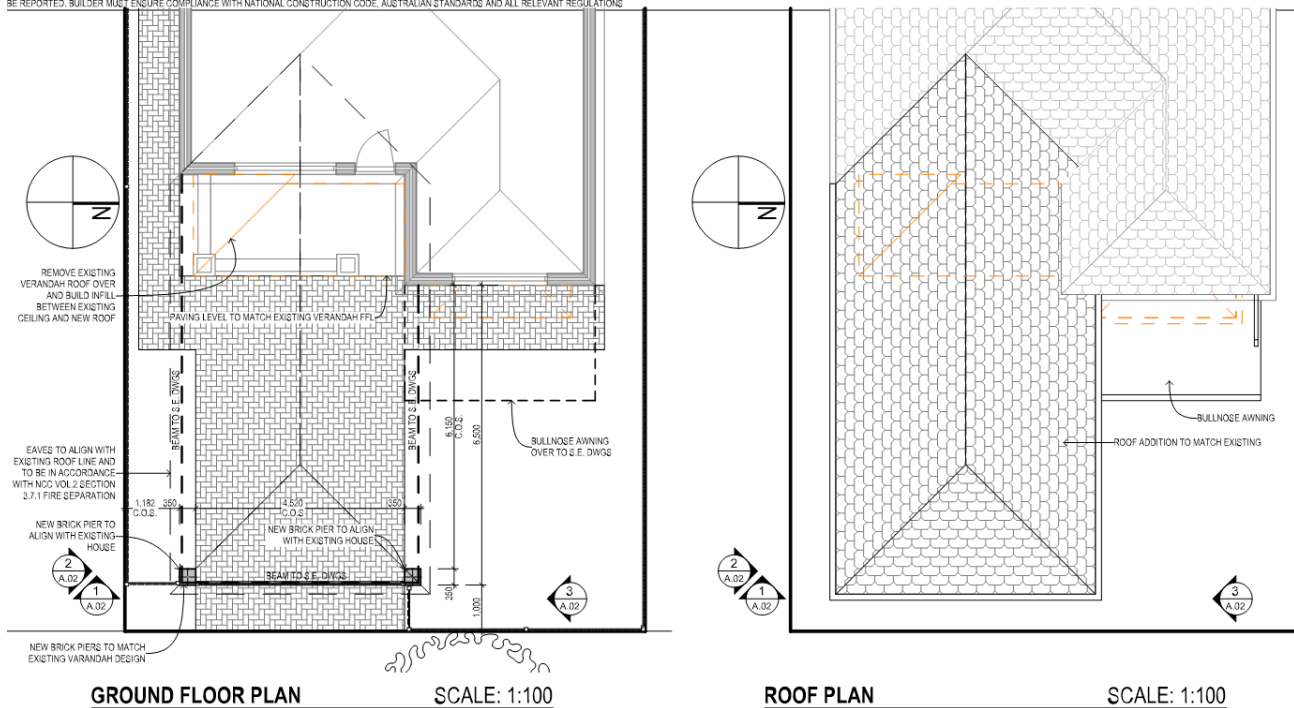 BE REPORTED. BUILDER MUST ENSURE COMPLIANCE WITH NATIONAL CONSTRUCTION CODE, AUSTRALIAN STANDARDS AND ALL RELEVANT REGULATIONS
N
REMOVE EXISTING
VERANDAH ROOF OVER
AND BUILD INFILL
BETWEEN EXISTING
CEILING AND NEW ROOF
PAVING LEVEL TO MATCH EXISTING VERANDAH FFL
BEAM TO S.E. DWGS
BEAM TO S.E. DWGS
6,150
C.O.S.
6,500
BULLNOSE AWNING
OVER TO S.E. DWGS
EAVES TO ALIGN WITH
EXISTING ROOF LINE AND
TO BE IN ACCORDANCE
WITH NCC VOL.2 SECTION
3.7.1 FIRE SEPARATION
1,182
C.O.S.
350
4,520
C.O.S
350
NEW BRICK PIER TO
ALIGN WITH EXISTING
HOUSE
NEW BRICK PIER TO ALIGN
WITH EXISTING HOUSE
BEAM TO S.E. DWGS
350
1,000
2
A.02
1
A.02
3
A.02
NEW BRICK PIERS TO MATCH
EXISTING VARANDAH DESIGN
GROUND FLOOR PLAN
SCALE: 1:100
N
BULLNOSE AWNING
ROOF ADDITION TO MATCH EXISTING
2
A.02
1
A.02
3
A.02
ROOF PLAN
SCALE: 1:100